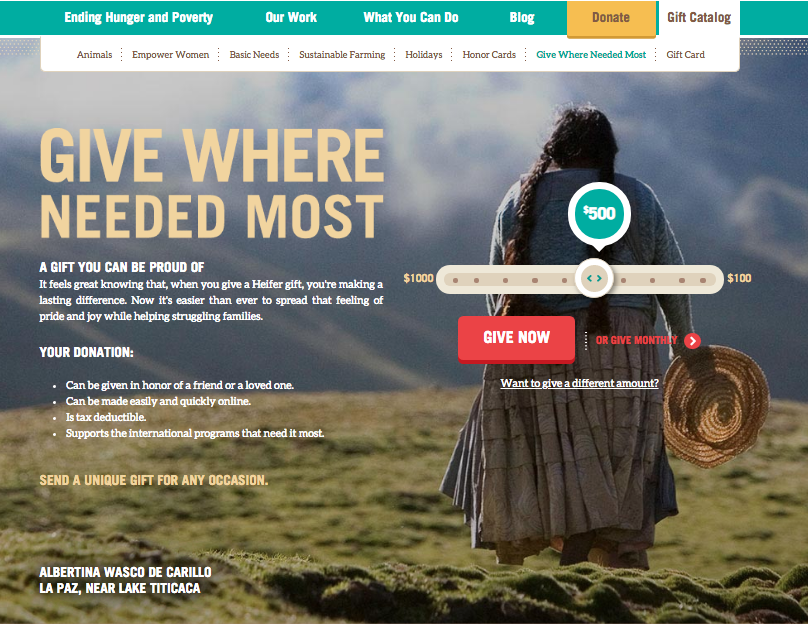 Ending Hunger and Poverty Our Work What You Can Do Blog Donate Gift Catalog
Animals Empower Women Basic Needs Sustainable Farming Holidays Honor Cards Give Where Needed Most Gift Card
GIVE WHERE
NEEDED MOST
$500
A GIFT YOU CAN BE PROUD OF
It feels great knowing that, when you give a Heifer gift, you're making a
lasting difference. Now it's easier than ever to spread that feeling of
pride and joy while helping struggling families.
$1000 $100
GIVE NOW OR GIVE MONTHLY
Want to give a different amount?
YOUR DONATION:
Can be given in honor of a friend or a loved one.
Can be made easily and quickly online.
Is tax deductible.
Supports the international programs that need it most.
SEND A UNIQUE GIFT FOR ANY OCCASION.
ALBERTINA WASCO DE CARILLO
LA PAZ, NEAR LAKE TITICACA